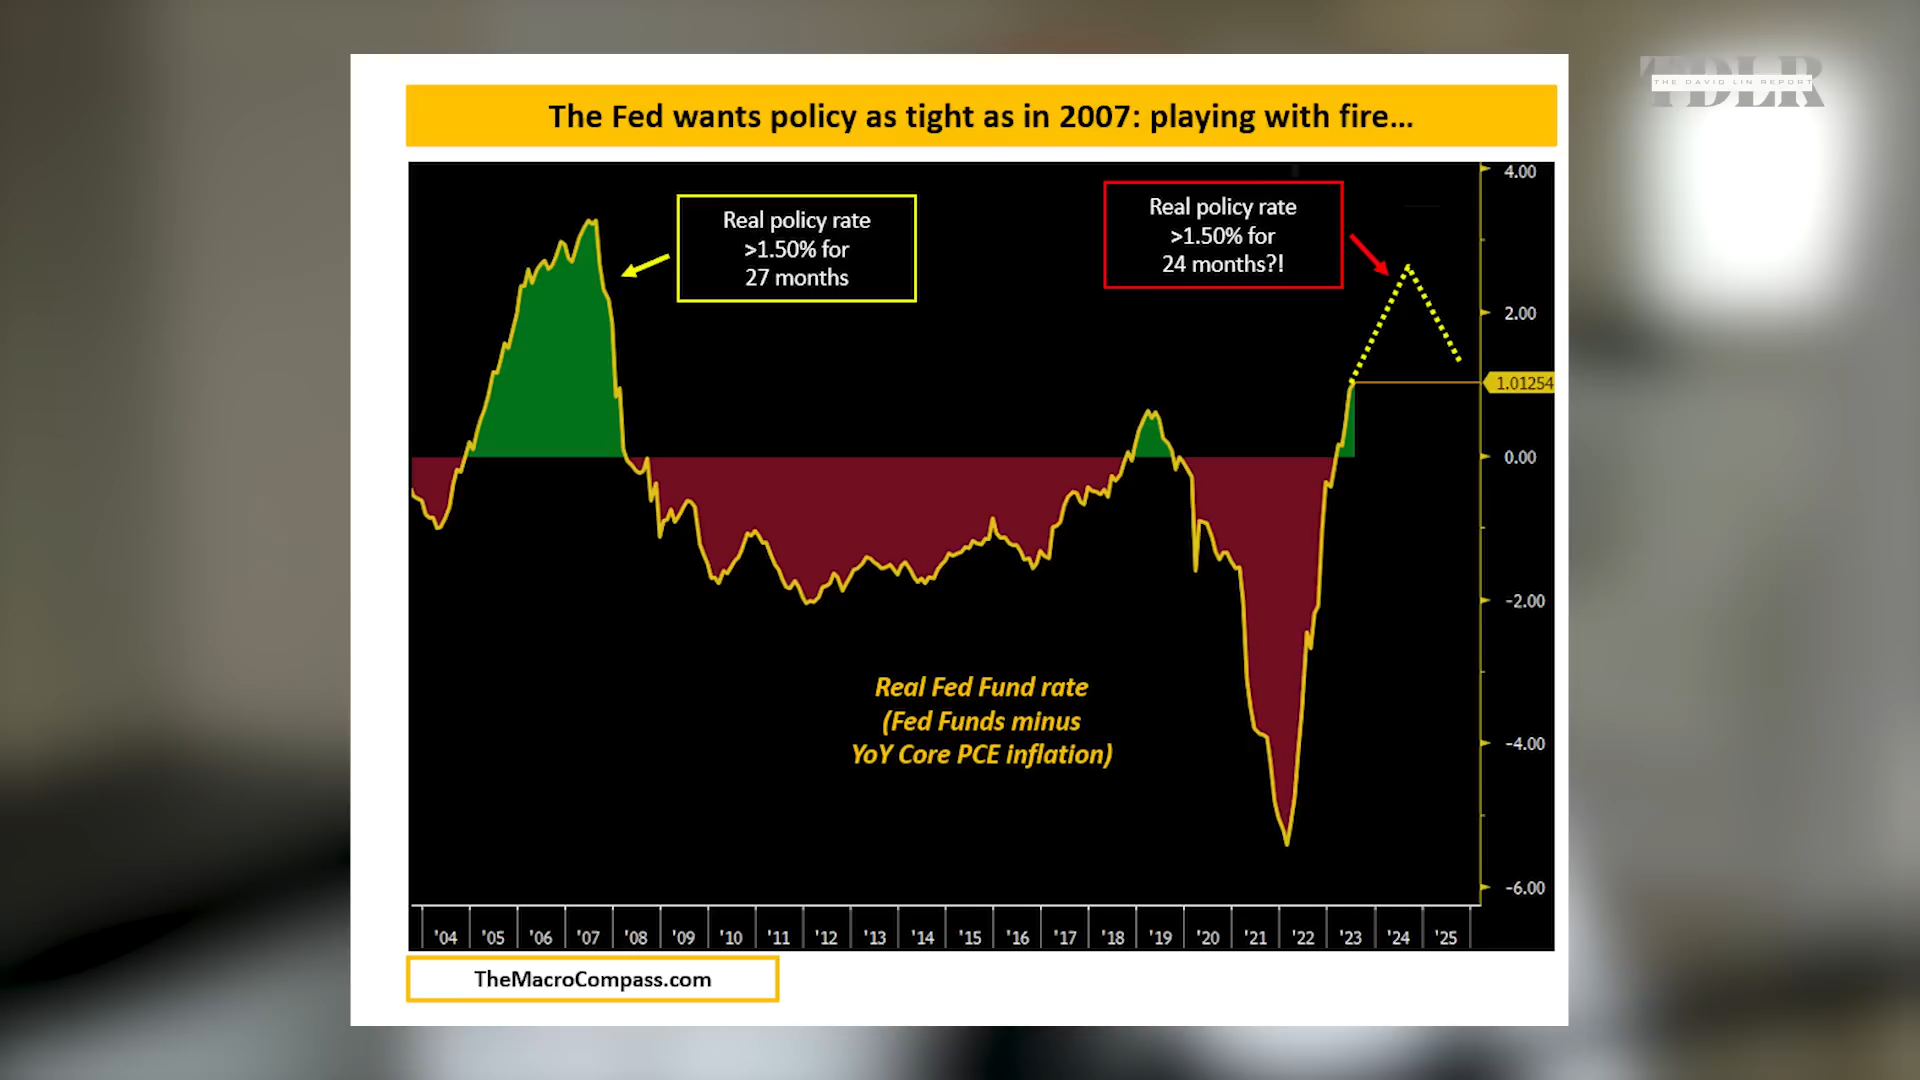 TDLR
THE DAVID LIN REPORT
The Fed wants policy as tight as in 2007: playing with fire...
Real policy rate
>1.50% for
27 months
Real policy rate
>1.50% for
24 months?!
4.00
2.00
1.01254
0.00
-2.00
-4.00
-6.00
Real Fed Fund rate
(Fed Funds minus
YoY Core PCE inflation)
'04 '05 '06 '07 '08 '09 '10 '11 '12 '13 '14 '15 '16 '17 '18 '19 '20 '21 '22 '23 '24 '25
TheMacroCompass.com